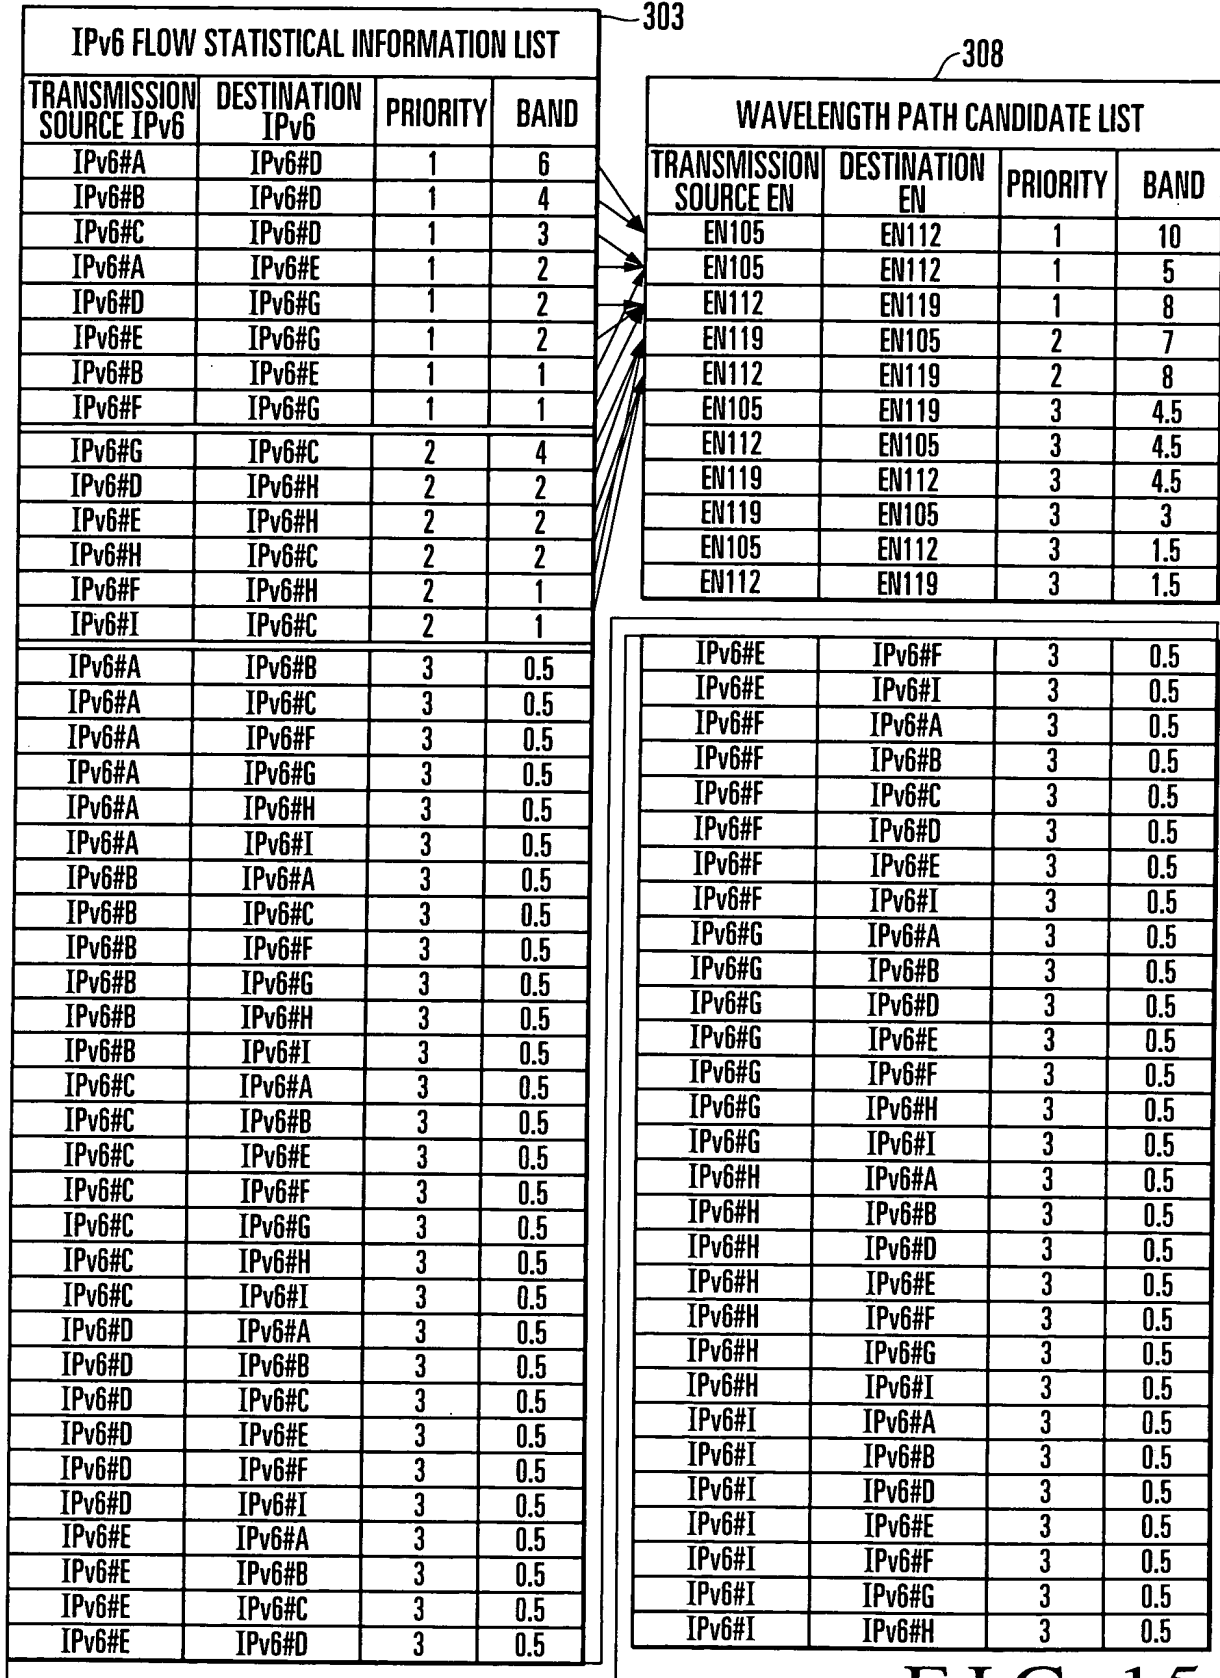 303
IPv6 FLOW STATISTICAL INFORMATION LIST
TRANSMISSION SOURCE IPv6 DESTINATION IPv6 PRIORITY BAND
IPv6#A IPv6#D 1 6
IPv6#B IPv6#D 1 4
IPv6#C IPv6#D 1 3
IPv6#A IPv6#E 1 2
IPv6#D IPv6#G 1 2
IPv6#E IPv6#G 1 2
IPv6#B IPv6#E 1 1
IPv6#F IPv6#G 1 1
IPv6#G IPv6#C 2 4
IPv6#D IPv6#H 2 2
IPv6#E IPv6#H 2 2
IPv6#H IPv6#C 2 2
IPv6#F IPv6#H 2 1
IPv6#I IPv6#C 2 1
IPv6#A IPv6#B 3 0.5
IPv6#A IPv6#C 3 0.5
IPv6#A IPv6#F 3 0.5
IPv6#A IPv6#G 3 0.5
IPv6#A IPv6#H 3 0.5
IPv6#A IPv6#I 3 0.5
IPv6#B IPv6#A 3 0.5
IPv6#B IPv6#C 3 0.5
IPv6#B IPv6#F 3 0.5
IPv6#B IPv6#G 3 0.5
IPv6#B IPv6#H 3 0.5
IPv6#B IPv6#I 3 0.5
IPv6#C IPv6#A 3 0.5
IPv6#C IPv6#B 3 0.5
IPv6#C IPv6#E 3 0.5
IPv6#C IPv6#F 3 0.5
IPv6#C IPv6#G 3 0.5
IPv6#C IPv6#H 3 0.5
IPv6#C IPv6#I 3 0.5
IPv6#D IPv6#A 3 0.5
IPv6#D IPv6#B 3 0.5
IPv6#D IPv6#C 3 0.5
IPv6#D IPv6#E 3 0.5
IPv6#D IPv6#F 3 0.5
IPv6#D IPv6#I 3 0.5
IPv6#E IPv6#A 3 0.5
IPv6#E IPv6#B 3 0.5
IPv6#E IPv6#C 3 0.5
IPv6#E IPv6#D 3 0.5
308
WAVELENGTH PATH CANDIDATE LIST
TRANSMISSION SOURCE EN DESTINATION EN PRIORITY BAND
EN105 EN112 1 10
EN105 EN112 1 5
EN112 EN119 1 8
EN119 EN105 2 7
EN112 EN119 2 8
EN105 EN119 3 4.5
EN112 EN105 3 4.5
EN119 EN112 3 4.5
EN119 EN105 3 3
EN105 EN112 3 1.5
EN112 EN119 3 1.5
IPv6#E IPv6#F 3 0.5
IPv6#E IPv6#I 3 0.5
IPv6#F IPv6#A 3 0.5
IPv6#F IPv6#B 3 0.5
IPv6#F IPv6#C 3 0.5
IPv6#F IPv6#D 3 0.5
IPv6#F IPv6#E 3 0.5
IPv6#F IPv6#I 3 0.5
IPv6#G IPv6#A 3 0.5
IPv6#G IPv6#B 3 0.5
IPv6#G IPv6#D 3 0.5
IPv6#G IPv6#E 3 0.5
IPv6#G IPv6#F 3 0.5
IPv6#G IPv6#H 3 0.5
IPv6#G IPv6#I 3 0.5
IPv6#H IPv6#A 3 0.5
IPv6#H IPv6#B 3 0.5
IPv6#H IPv6#D 3 0.5
IPv6#H IPv6#E 3 0.5
IPv6#H IPv6#F 3 0.5
IPv6#H IPv6#G 3 0.5
IPv6#H IPv6#I 3 0.5
IPv6#I IPv6#A 3 0.5
IPv6#I IPv6#B 3 0.5
IPv6#I IPv6#D 3 0.5
IPv6#I IPv6#E 3 0.5
IPv6#I IPv6#F 3 0.5
IPv6#I IPv6#G 3 0.5
IPv6#I IPv6#H 3 0.5